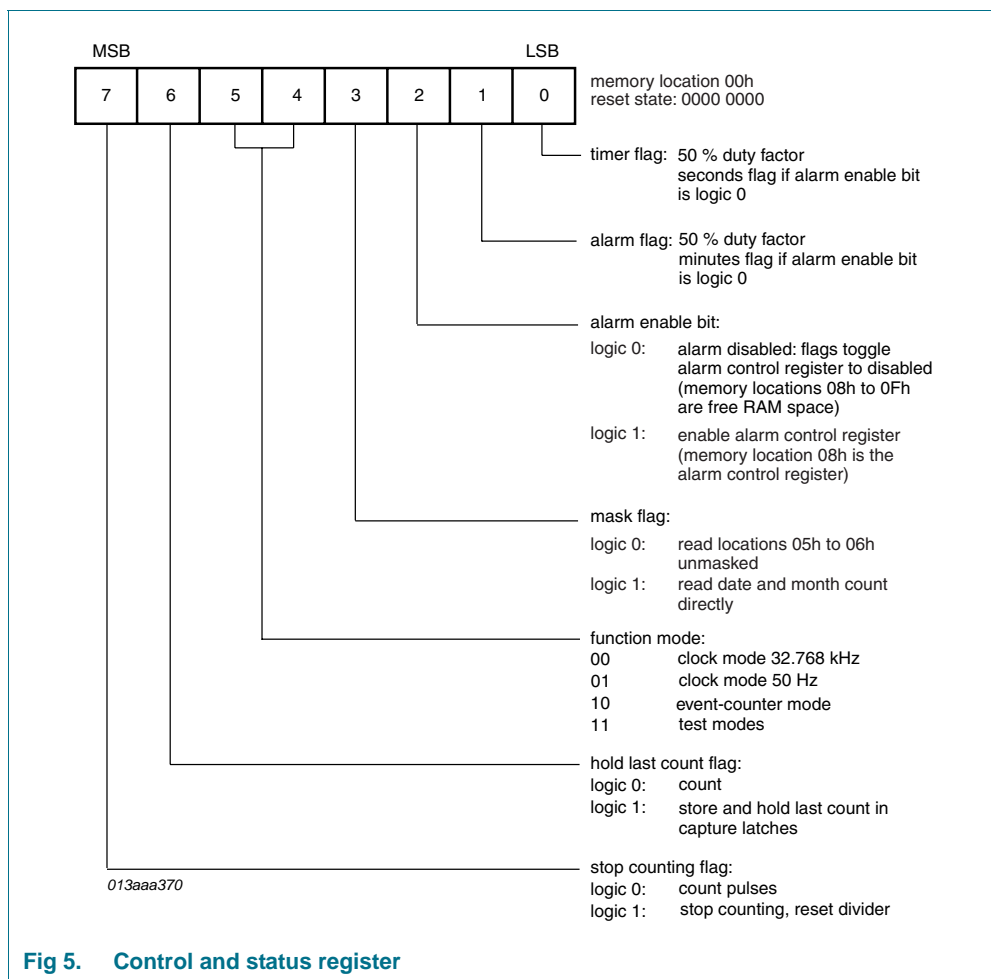 MSB LSB
7 6 5 4 3 2 1 0
memory location 00h
reset state: 0000 0000
timer flag: 50 % duty factor
seconds flag if alarm enable bit
is logic 0
alarm flag: 50 % duty factor
minutes flag if alarm enable bit
is logic 0
alarm enable bit:
logic 0: alarm disabled: flags toggle
alarm control register to disabled
(memory locations 08h to 0Fh
are free RAM space)
logic 1: enable alarm control register
(memory location 08h is the
alarm control register)
mask flag:
logic 0: read locations 05h to 06h
unmasked
logic 1: read date and month count
directly
function mode:
00 clock mode 32.768 kHz
01 clock mode 50 Hz
10 event-counter mode
11 test modes
hold last count flag:
logic 0: count
logic 1: store and hold last count in
capture latches
stop counting flag:
013aaa370
logic 0: count pulses
logic 1: stop counting, reset divider
Fig 5. Control and status register